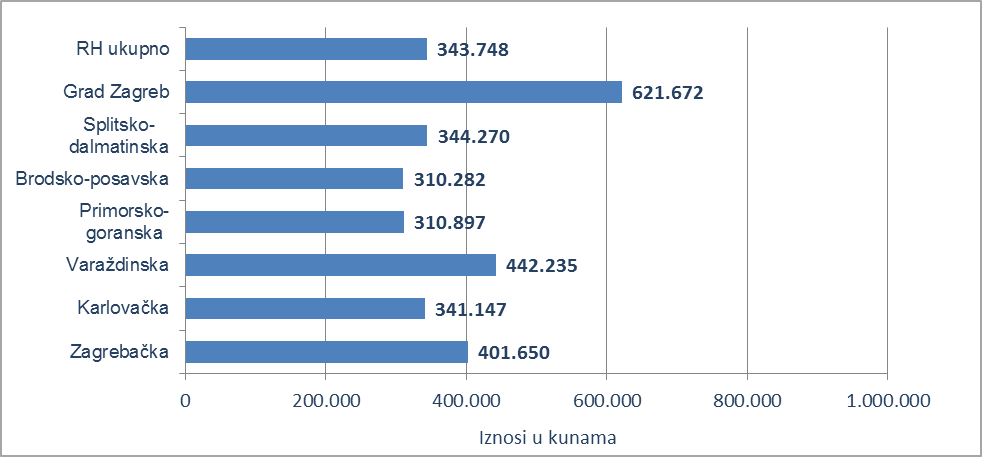 RH ukupno
343.748
Grad Zagreb
621.672
Splitsko-
dalmatinska
344.270
Brodsko-posavska
310.282
Primorsko-
goranska
310.897
Varaždinska
442.235
Karlovačka
341.147
Zagrebačka
401.650
0
200.000
400.000
600.000
800.000
1.000.000
Iznosi u kunama